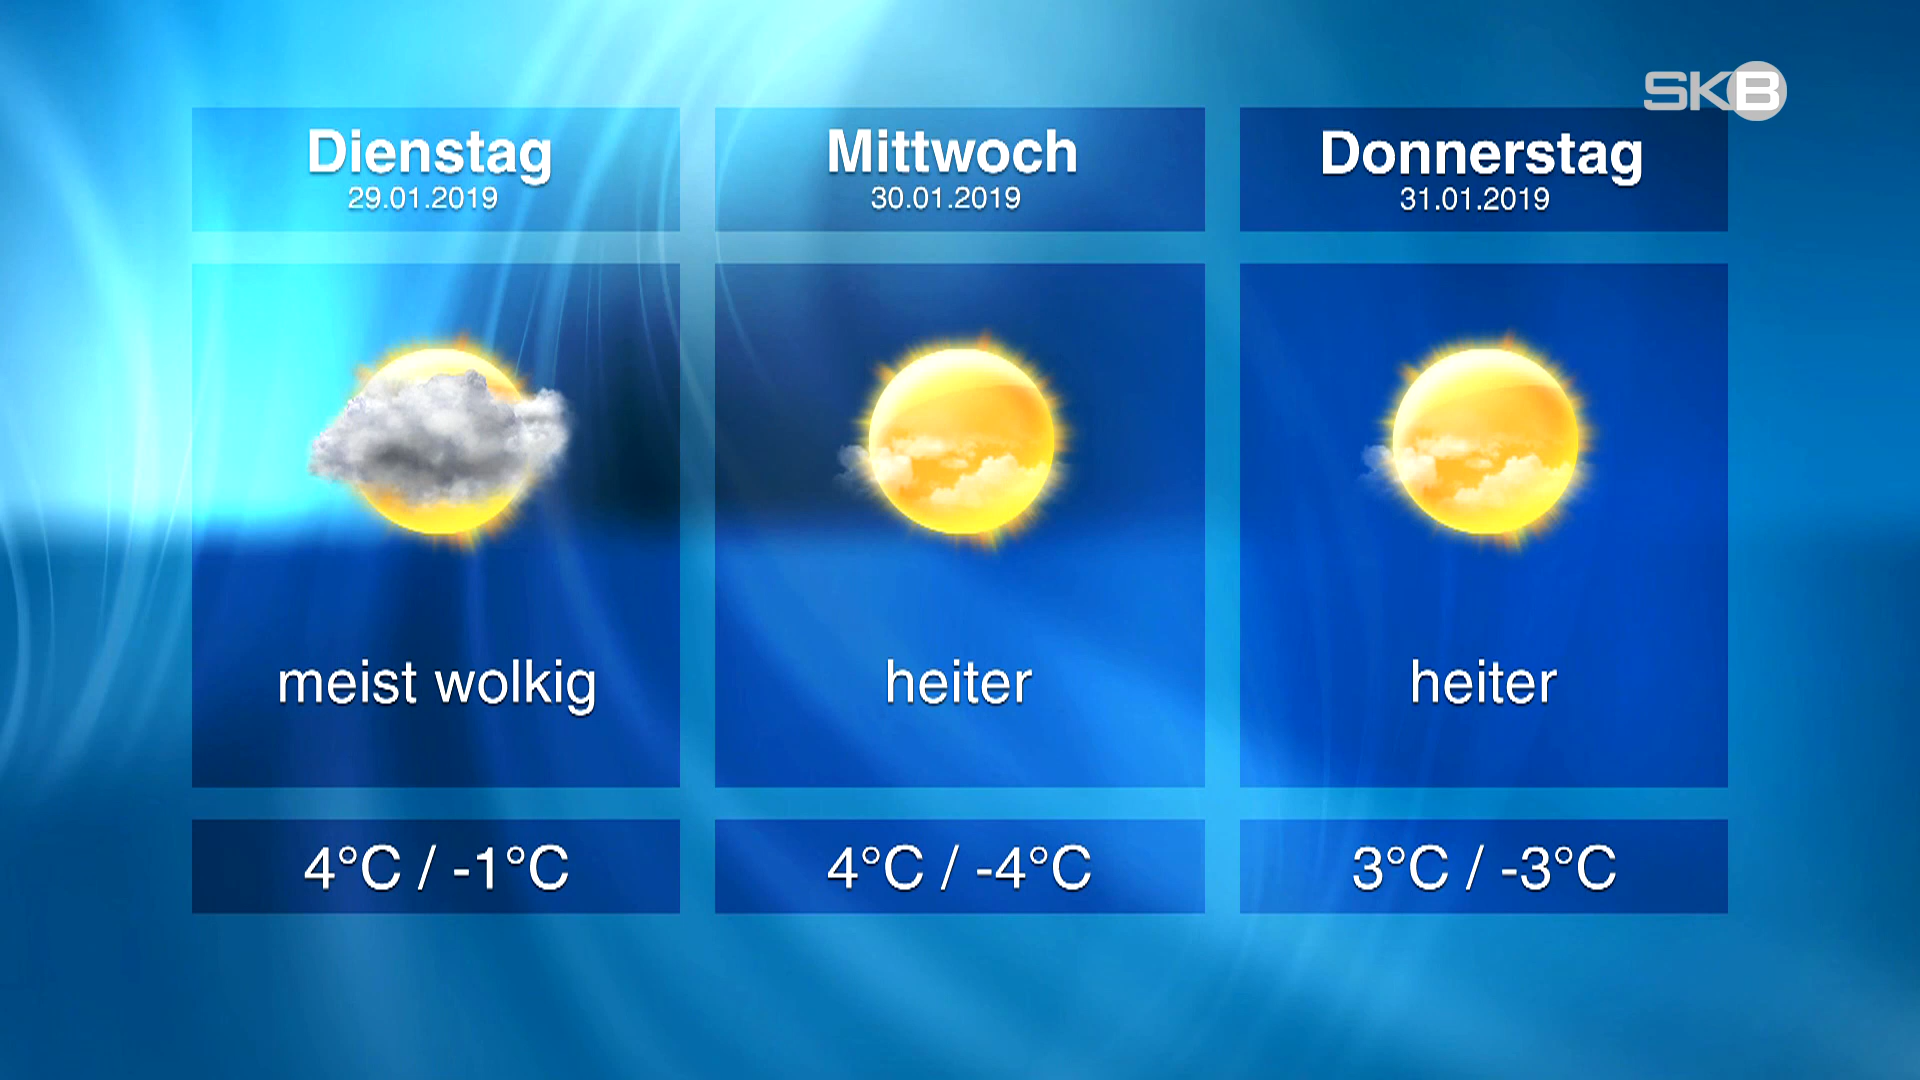 SKB
Dienstag
29.01.2019
meist wolkig
4°C / -1°C
Mittwoch
30.01.2019
heiter
4°C / -4°C
Donnerstag
31.01.2019
heiter
3°C / -3°C